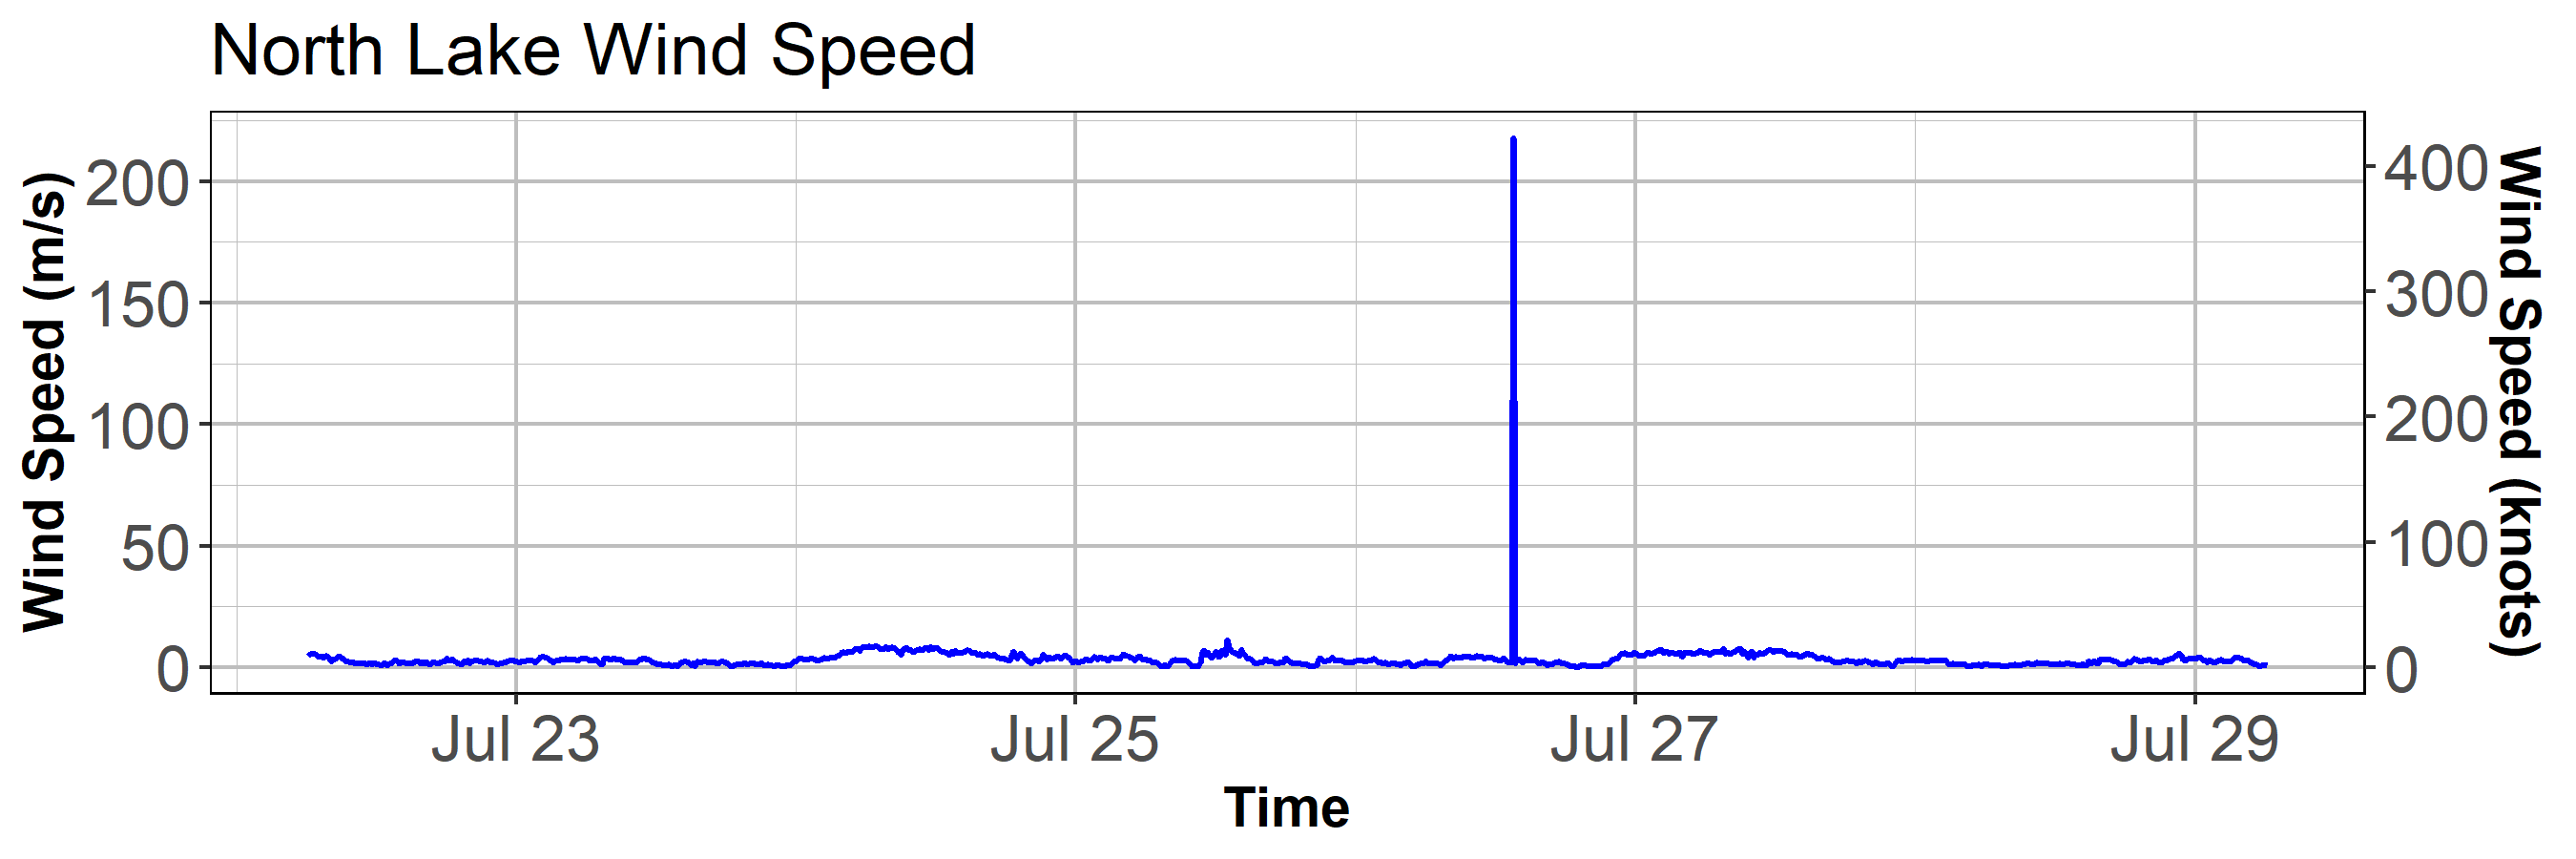 North Lake Wind Speed
Wind Speed (m/s)
200
150
100
50
0
400
300
200
100
0
Wind Speed (knots)
Jul 23 Jul 25 Jul 27 Jul 29
Time